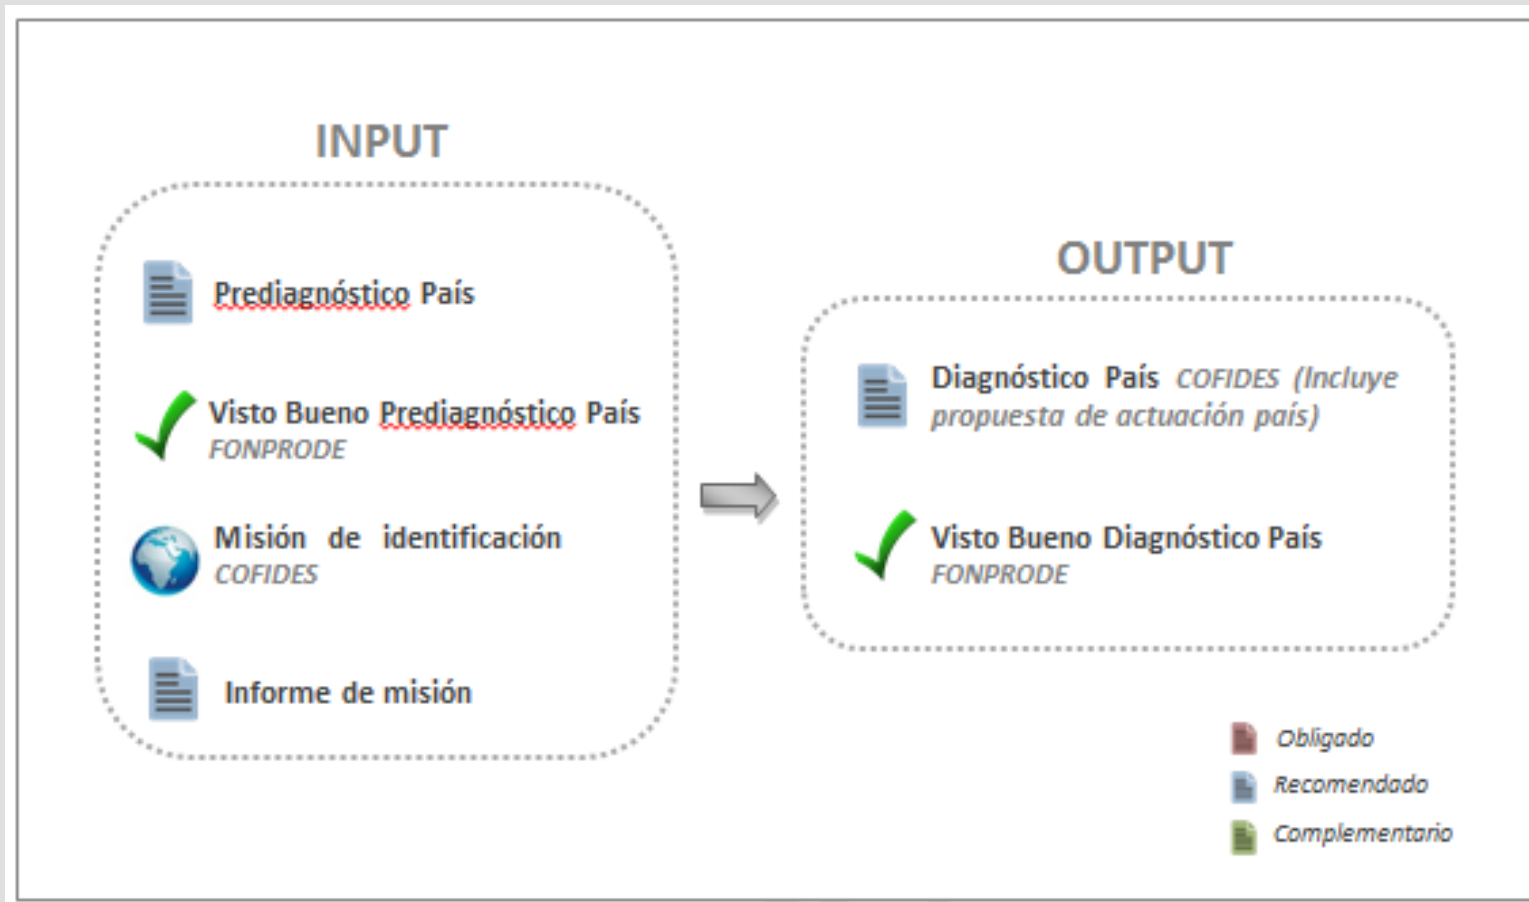 INPUT
Prediagnóstico País
Visto Bueno Prediagnóstico País
FONPRODE
Misión de identificación
COFIDES
Informe de misión
OUTPUT
Diagnóstico País COFIDES (Incluye
propuesta de actuación país)
Visto Bueno Diagnóstico País
FONPRODE
Obligado
Recomendado
Complementario